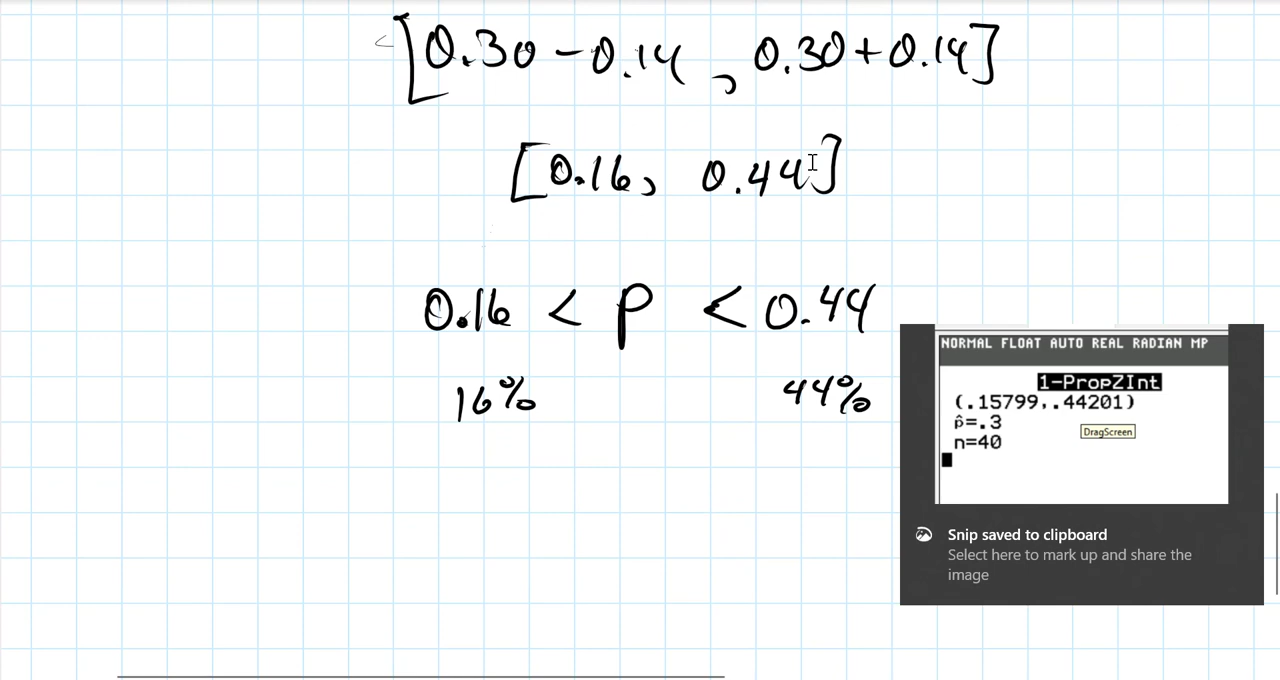 [0.30 - 0.14, 0.30 + 0.14]
[0.16, 0.44]
0.16 < p < 0.44
16% 44%
NORMAL FLOAT AUTO REAL RADIAN MP
1-PropZInt
(.15799,.44201)
p̂=.3
DragScreen
n=40
Snip saved to clipboard
Select here to mark up and share the
image